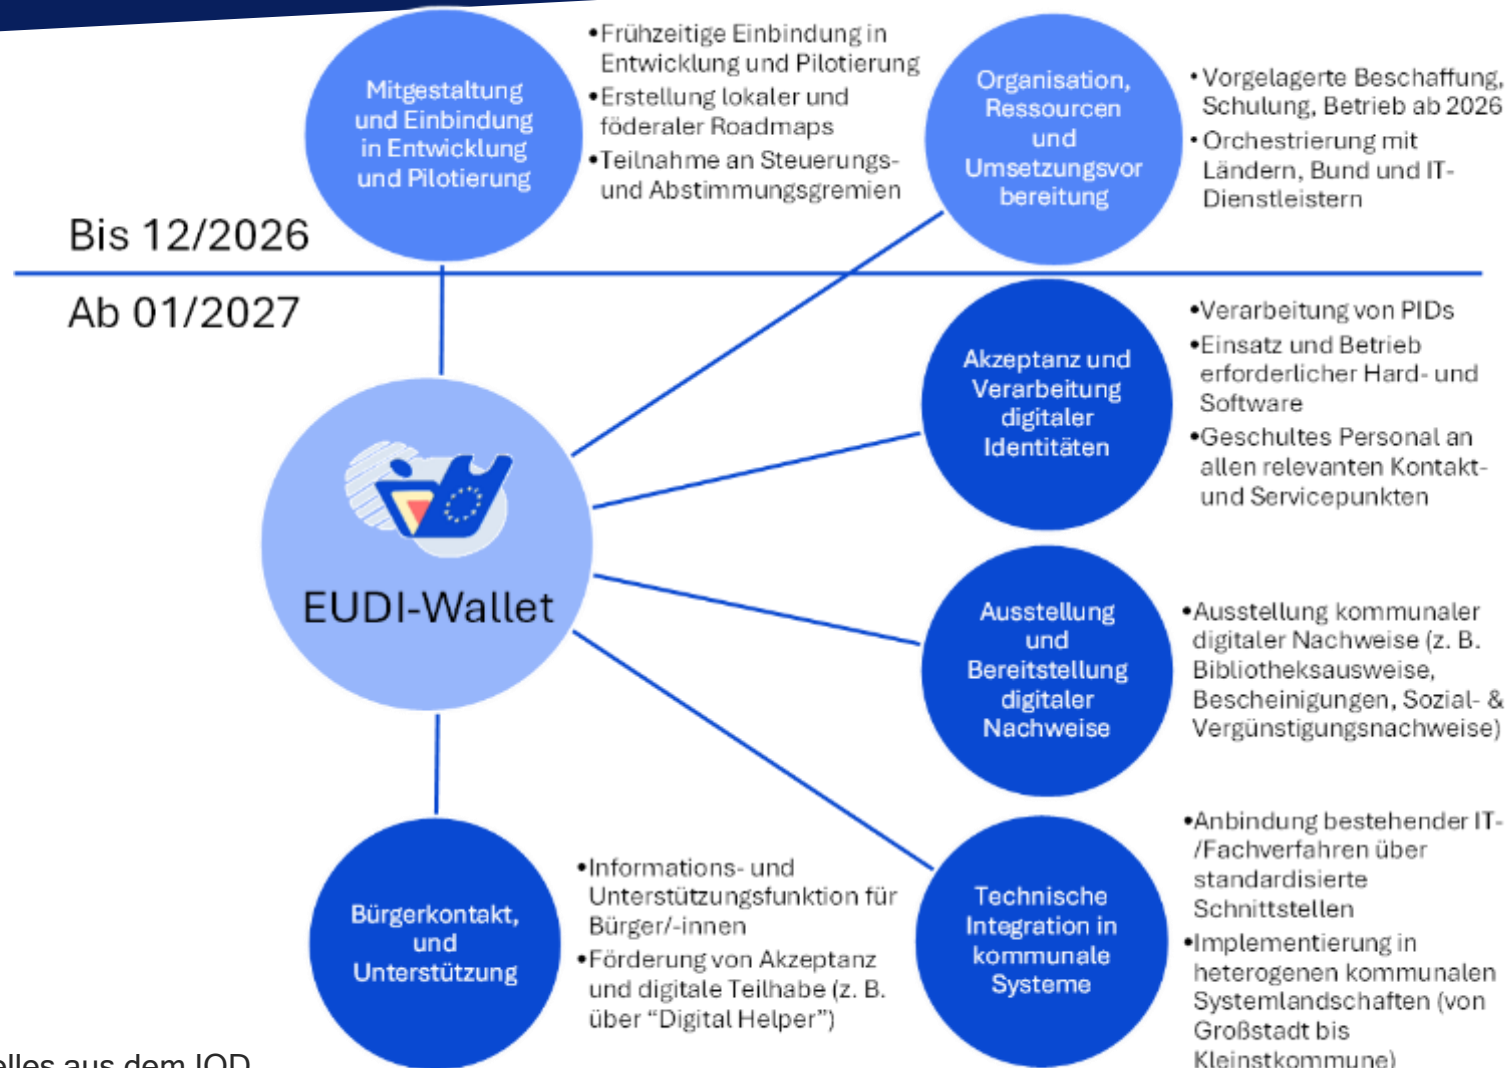 Mitgestaltung
und Einbindung
in Entwicklung
und Pilotierung
•Frühzeitige Einbindung in
Entwicklung und Pilotierung
•Erstellung lokaler und
föderaler Roadmaps
•Teilnahme an Steuerungs-
und Abstimmungsgremien
Organisation,
Ressourcen
und
Umsetzungsvor
bereitung
• Vorgelagerte Beschaffung,
Schulung, Betrieb ab 2026
• Orchestrierung mit
Ländern, Bund und IT-
Dienstleistern
Bis 12/2026
Ab 01/2027
Akzeptanz und
Verarbeitung
digitaler
Identitäten
•Verarbeitung von PIDs
•Einsatz und Betrieb
erforderlicher Hard- und
Software
•Geschultes Personal an
allen relevanten Kontakt-
und Servicepunkten
EUDI-Wallet
Ausstellung
und
Bereitstellung
digitaler
Nachweise
•Ausstellung kommunaler
digitaler Nachweise (z. B.
Bibliotheksausweise,
Bescheinigungen, Sozial- &
Vergünstigungsnachweise)
Bürgerkontakt,
und
Unterstützung
•Informations- und
Unterstützungsfunktion für
Bürger/-innen
•Förderung von Akzeptanz
und digitale Teilhabe (z. B.
über “Digital Helper”)
Technische
Integration in
kommunale
Systeme
•Anbindung bestehender IT-
/Fachverfahren über
standardisierte
Schnittstellen
•Implementierung in
heterogenen kommunalen
Systemlandschaften (von
Großstadt bis
Kleinstkommune)
aus dem